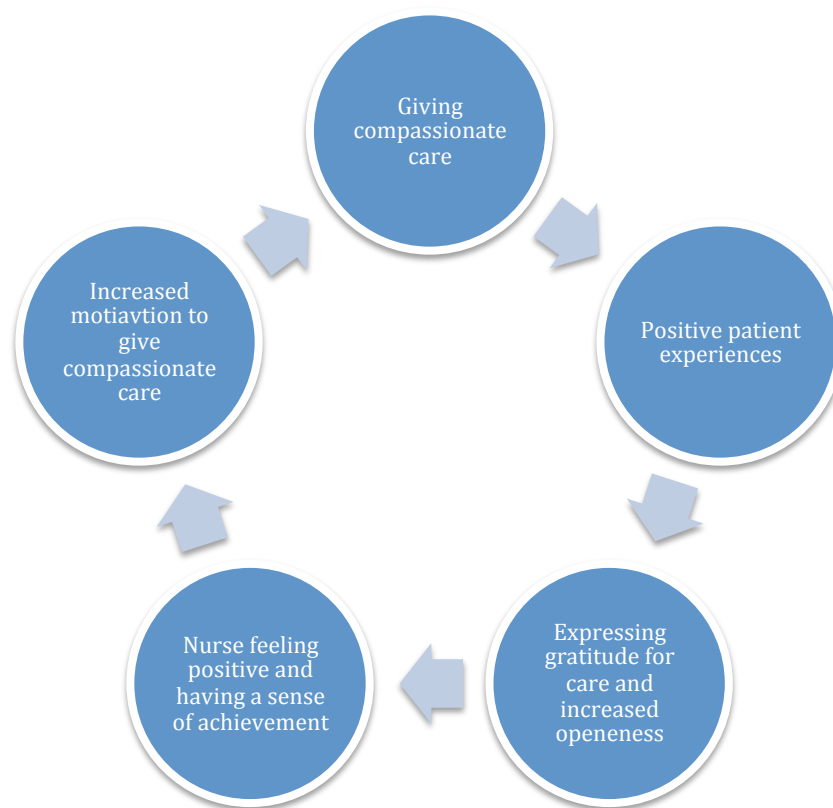 Giving
compassionate
care
Positive patient
experiences
Expressing
gratitude for
care and
increased
openeness
Nurse feeling
positive and
having a sense
of achievement
Increased
motiavtion to
give
compassionate
care